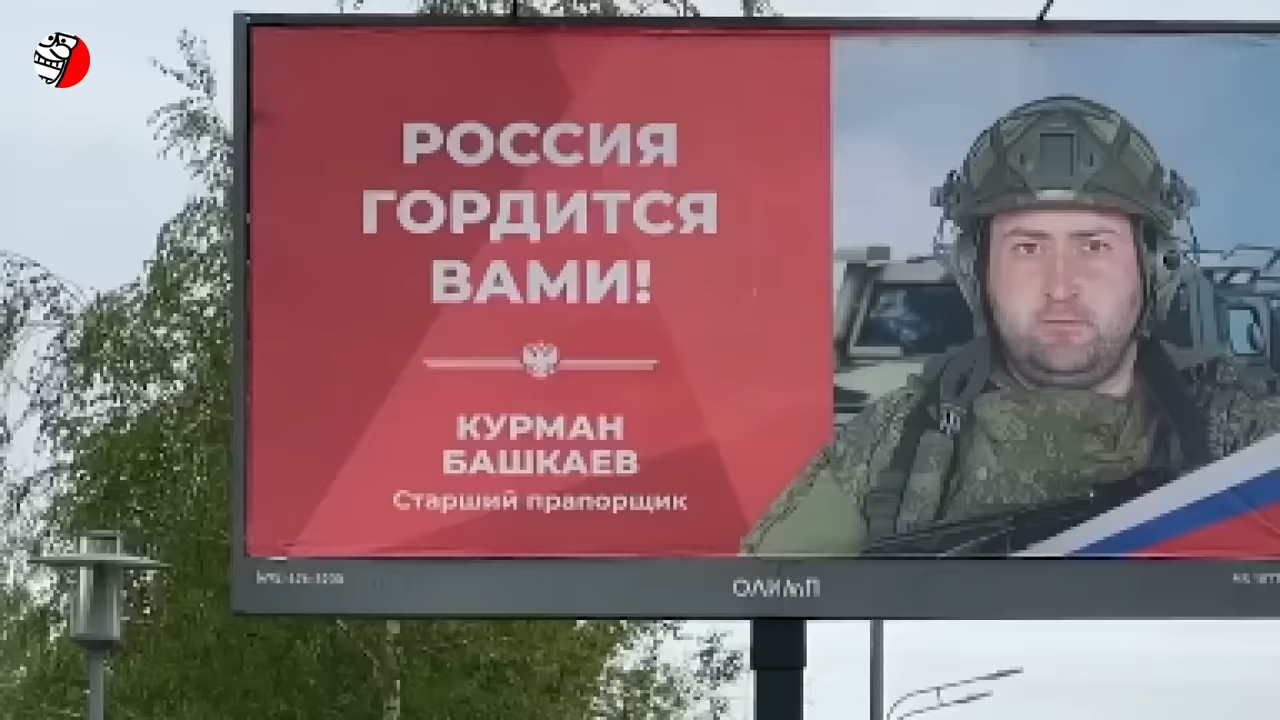 РОССИЯ
ГОРДИТСЯ
ВАМИ!
КУРМАН
БАШКАЕВ
Старший прапорщик
ОЛИМП